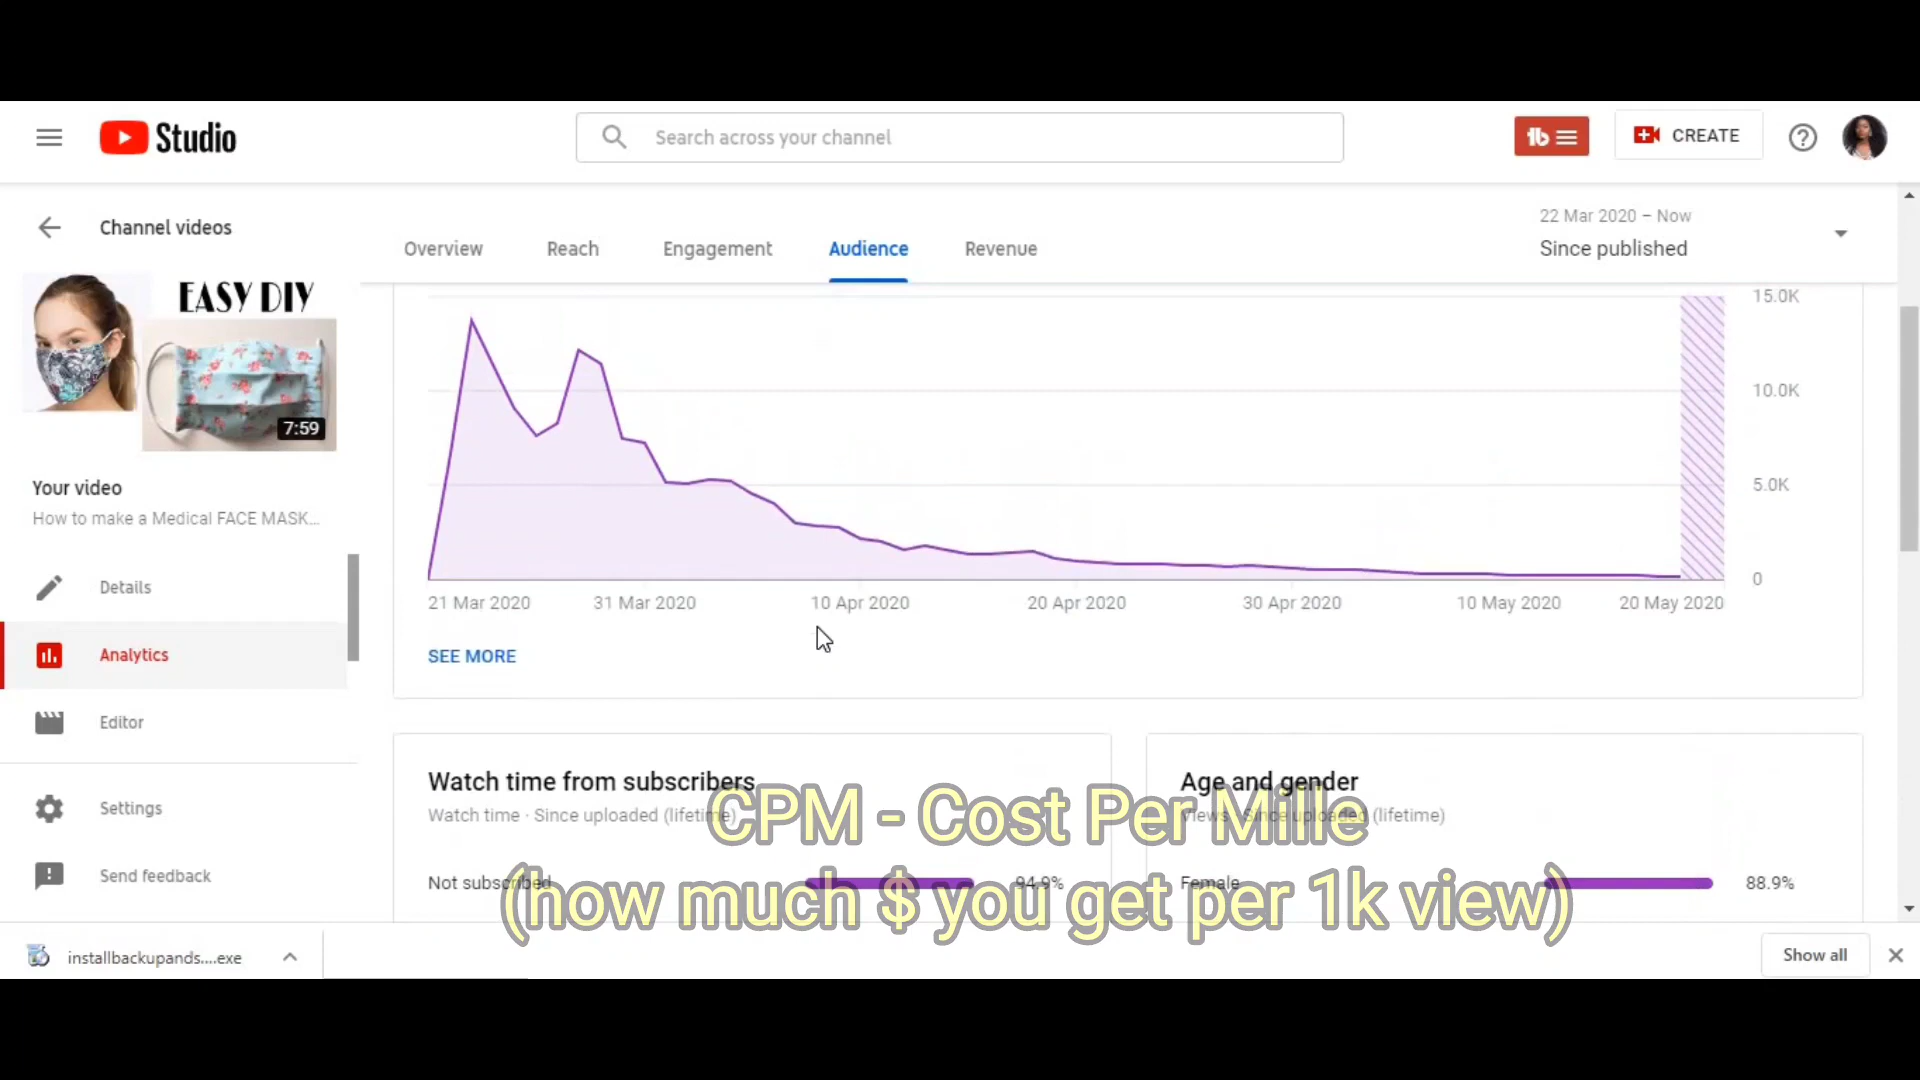 Studio
Search across your channel
CREATE
Channel videos
EASY DIY
7:59
Your video
How to make a Medical FACE MASK...
Details
Analytics
Editor
Settings
Send feedback
Overview
Reach
Engagement
Audience
Revenue
22 Mar 2020 – Now
Since published
15.0K
10.0K
5.0K
0
21 Mar 2020
31 Mar 2020
10 Apr 2020
20 Apr 2020
30 Apr 2020
10 May 2020
20 May 2020
SEE MORE
Watch time from subscribers
Watch time · Since uploaded (lifetime)
Not subscribed
94.9%
Age and gender
Views · Since uploaded (lifetime)
Female
88.9%
CPM - Cost Per Mille
(how much $ you get per 1k view)
installbackupands....exe
Show all